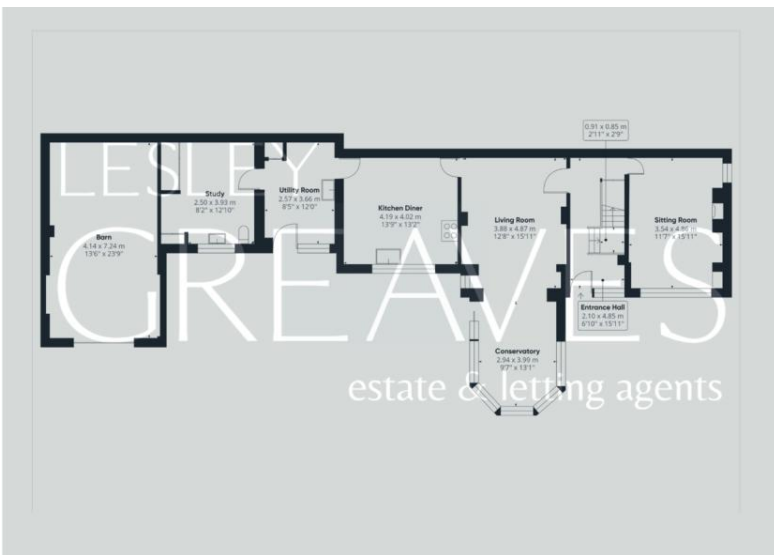 LESLEY
GREAVES
estate & letting agents
0.91 x 0.85 m
2'11" x 2'9"
Barn
4.14 x 7.24 m
13'6" x 23'9"
Study
2.50 x 3.93 m
8'2" x 12'10"
Utility Room
2.57 x 3.66 m
8'5" x 12'0"
Kitchen Diner
4.19 x 4.02 m
13'9" x 13'2"
Living Room
3.88 x 4.87 m
12'8" x 15'11"
Sitting Room
3.54 x 4.86 m
11'7" x 15'11"
Entrance Hall
2.10 x 4.85 m
6'10" x 15'11"
Conservatory
2.94 x 3.99 m
9'7" x 13'1"